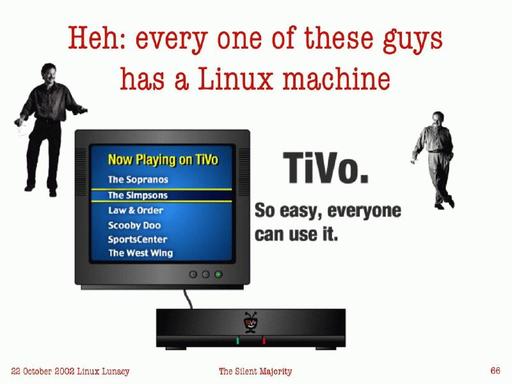 Heh: every one of these guys
has a Linux machine
Now Playing on TiVo
The Sopranos
The Simpsons
Law & Order
Scooby Doo
SportsCenter
The West Wing
TiVo.
So easy, everyone
can use it.
TiVo
22 October 2002 Linux Lunacy
The Silent Majority
66